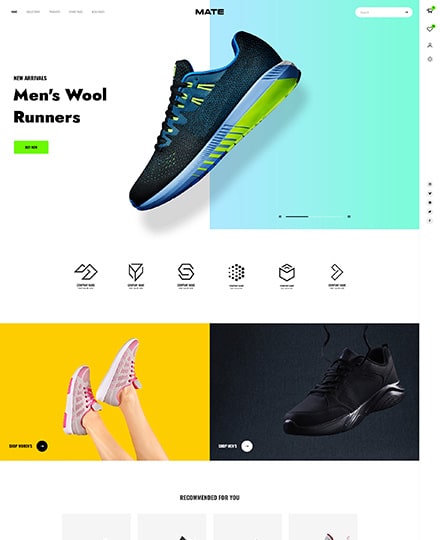 MATE
NEW ARRIVALS
Men's Wool
Runners
BUY NOW
COMPANY NAME
COMPANY NAME
COMPANY NAME
COMPANY NAME
COMPANY NAME
COMPANY NAME
SHOP WOMEN'S
SHOP MEN'S
RECOMMENDED FOR YOU